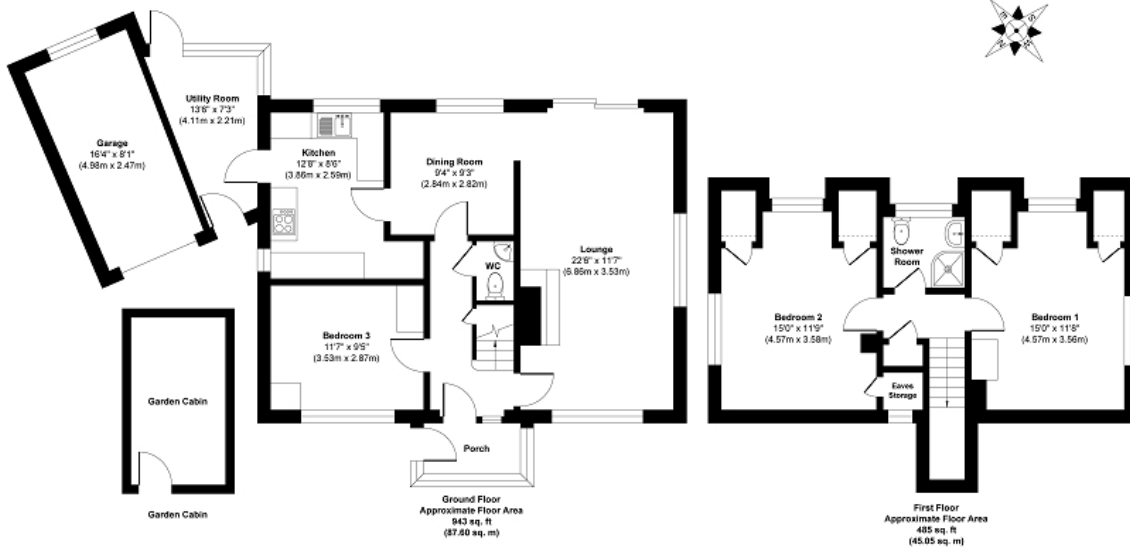 Garage
16'4" x 8'1"
(4.98m x 2.47m)
Utility Room
13'6" x 7'3"
(4.11m x 2.21m)
Kitchen
12'8" x 8'6"
(3.86m x 2.59m)
Dining Room
9'4" x 9'3"
(2.84m x 2.82m)
WC
Lounge
22'6" x 11'7"
(6.86m x 3.53m)
Bedroom 3
11'7" x 9'5"
(3.53m x 2.87m)
Porch
Garden Cabin
Garden Cabin
Ground Floor
Approximate Floor Area
943 sq. ft
(87.60 sq. m)
Shower
Room
Bedroom 2
15'0" x 11'9"
(4.57m x 3.58m)
Bedroom 1
15'0" x 11'8"
(4.57m x 3.56m)
Eaves
Storage
First Floor
Approximate Floor Area
485 sq. ft
(45.05 sq. m)